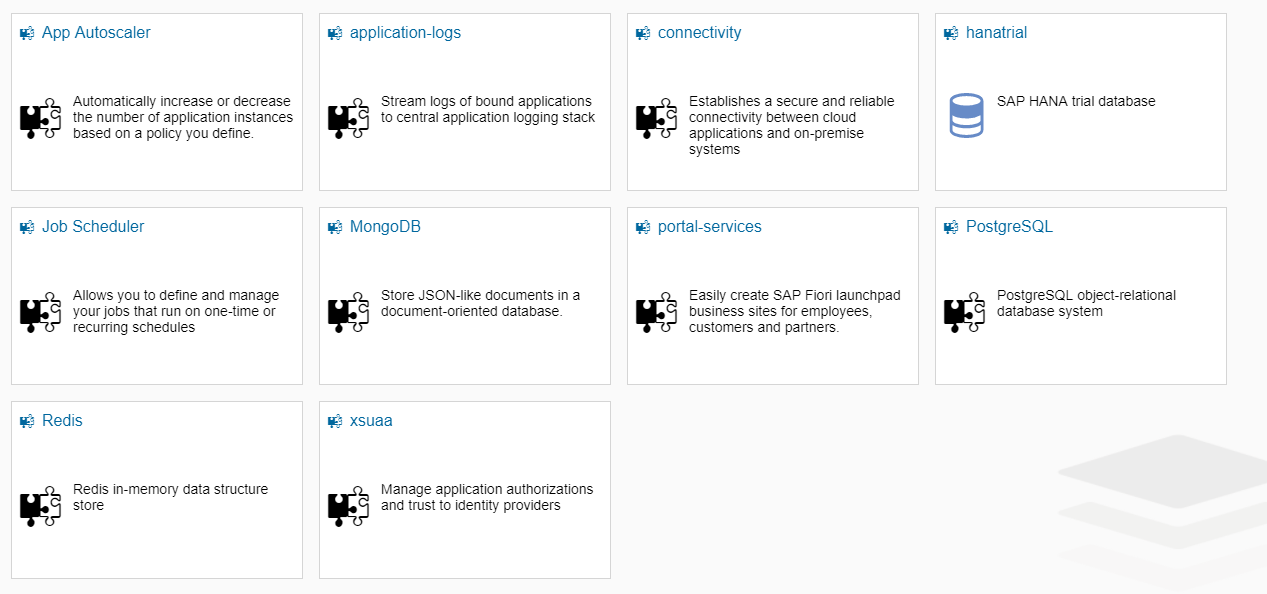 App Autoscaler
Automatically increase or decrease
the number of application instances
based on a policy you define.
application-logs
Stream logs of bound applications
to central application logging stack
connectivity
Establishes a secure and reliable
connectivity between cloud
applications and on-premise
systems
hanatrial
SAP HANA trial database
Job Scheduler
Allows you to define and manage
your jobs that run on one-time or
recurring schedules
MongoDB
Store JSON-like documents in a
document-oriented database.
portal-services
Easily create SAP Fiori launchpad
business sites for employees,
customers and partners.
PostgreSQL
PostgreSQL object-relational
database system
Redis
Redis in-memory data structure
store
xsuaa
Manage application authorizations
and trust to identity providers